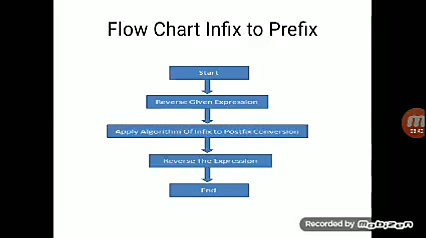 Flow Chart Infix to Prefix
Start
Reverse Given Expression
Apply Algorithm Of Infix to Postfix Conversion
Reverse The Expression
End
Recorded by Mobizen